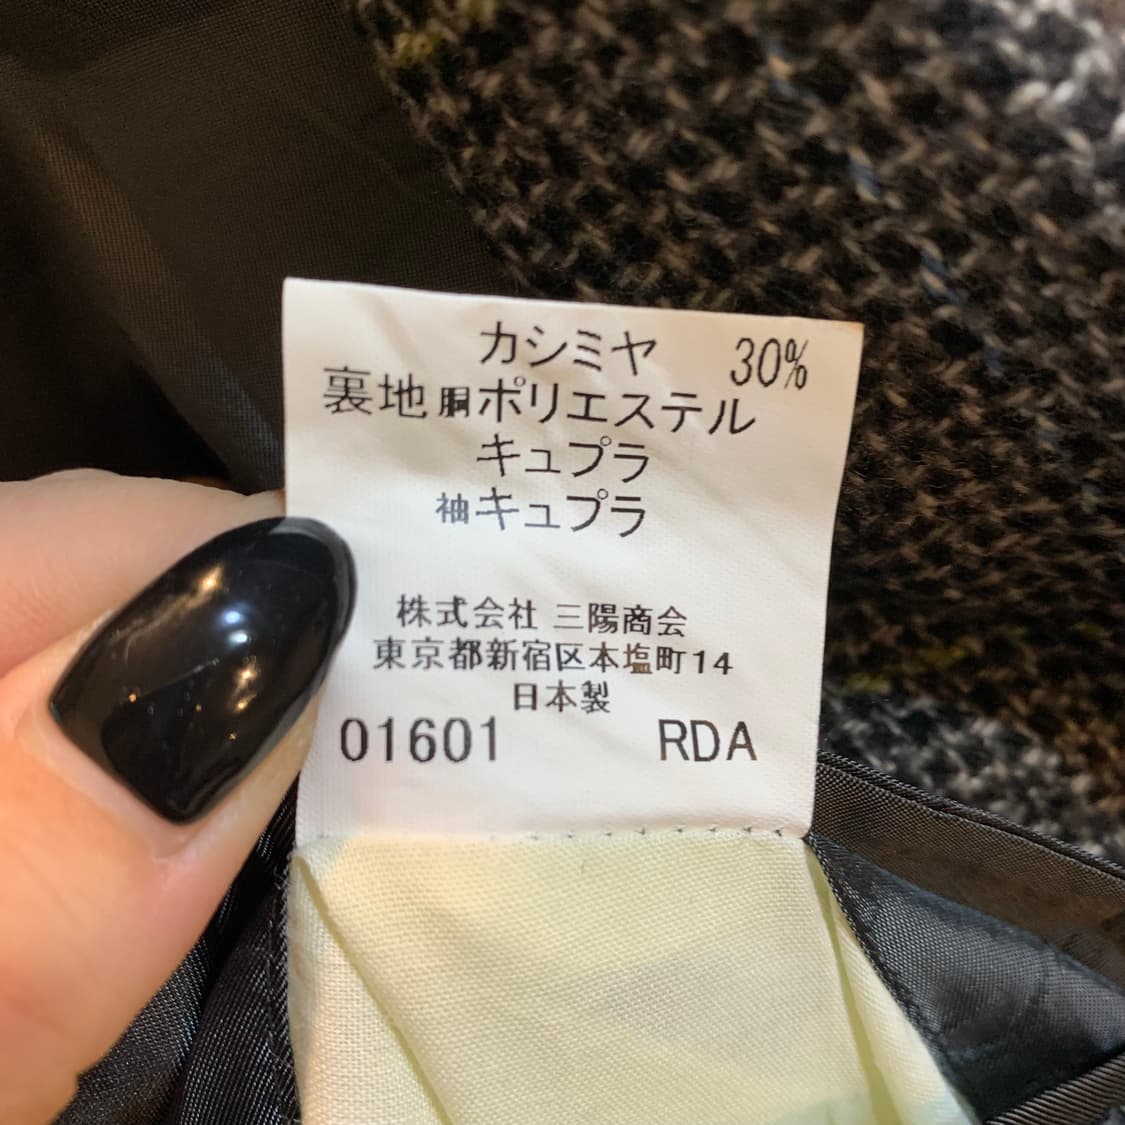 カシミヤ 30%
裏地 胴ポリエステル
キュプラ
袖キュプラ
株式会社 三陽商会
東京都新宿区本塩町14
日本製
01601 RDA